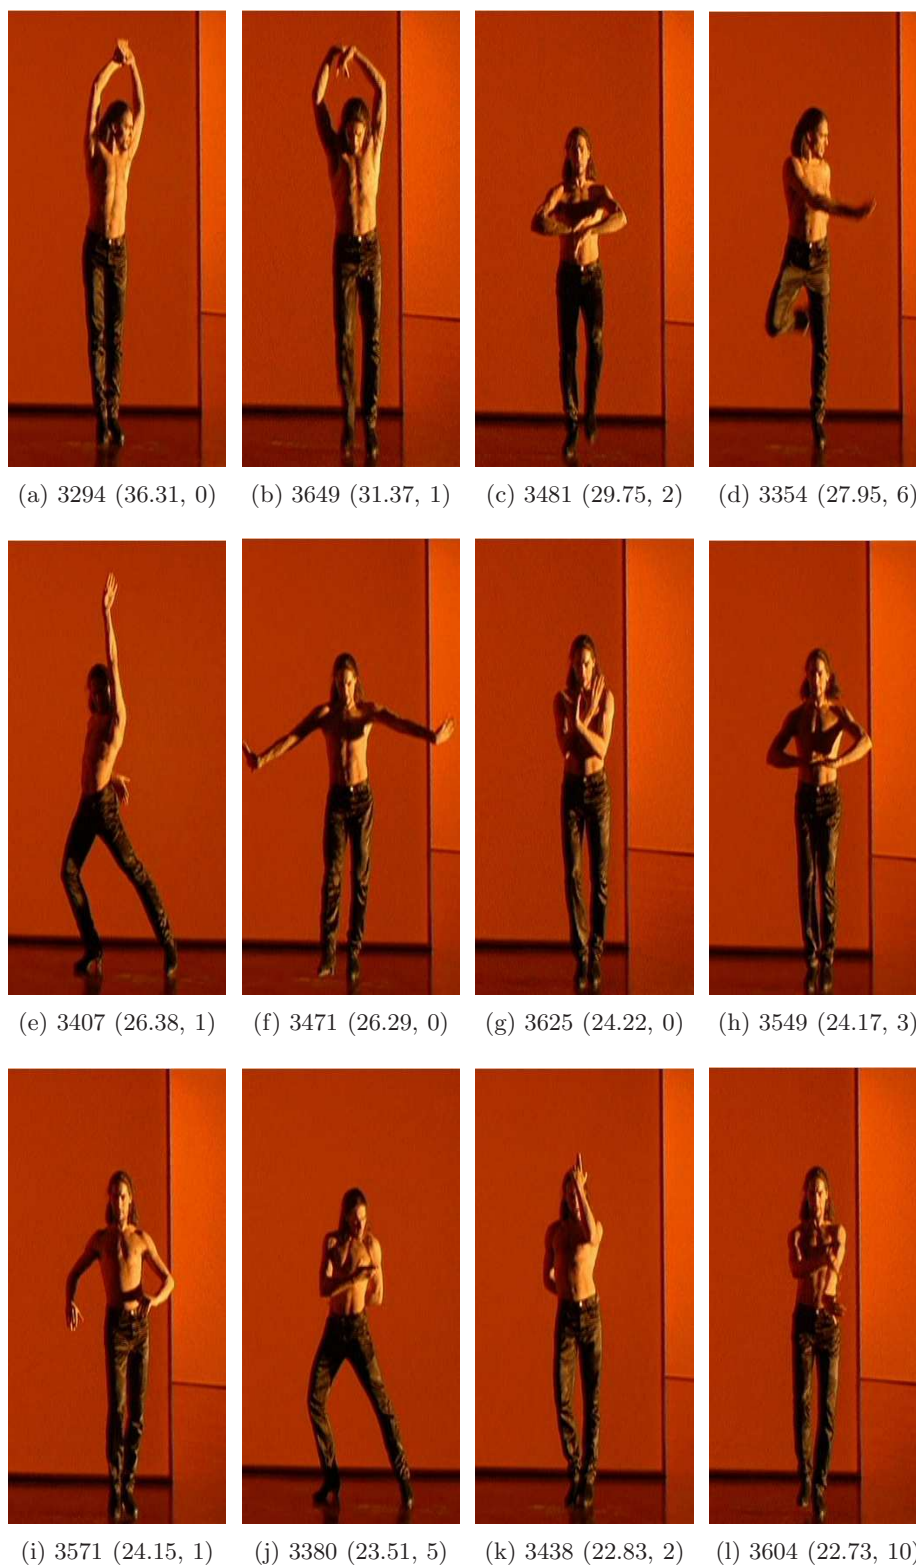 (a) 3294 (36.31, 0)
(b) 3649 (31.37, 1)
(c) 3481 (29.75, 2)
(d) 3354 (27.95, 6)
(e) 3407 (26.38, 1)
(f) 3471 (26.29, 0)
(g) 3625 (24.22, 0)
(h) 3549 (24.17, 3)
(i) 3571 (24.15, 1)
(j) 3380 (23.51, 5)
(k) 3438 (22.83, 2)
(l) 3604 (22.73, 10)